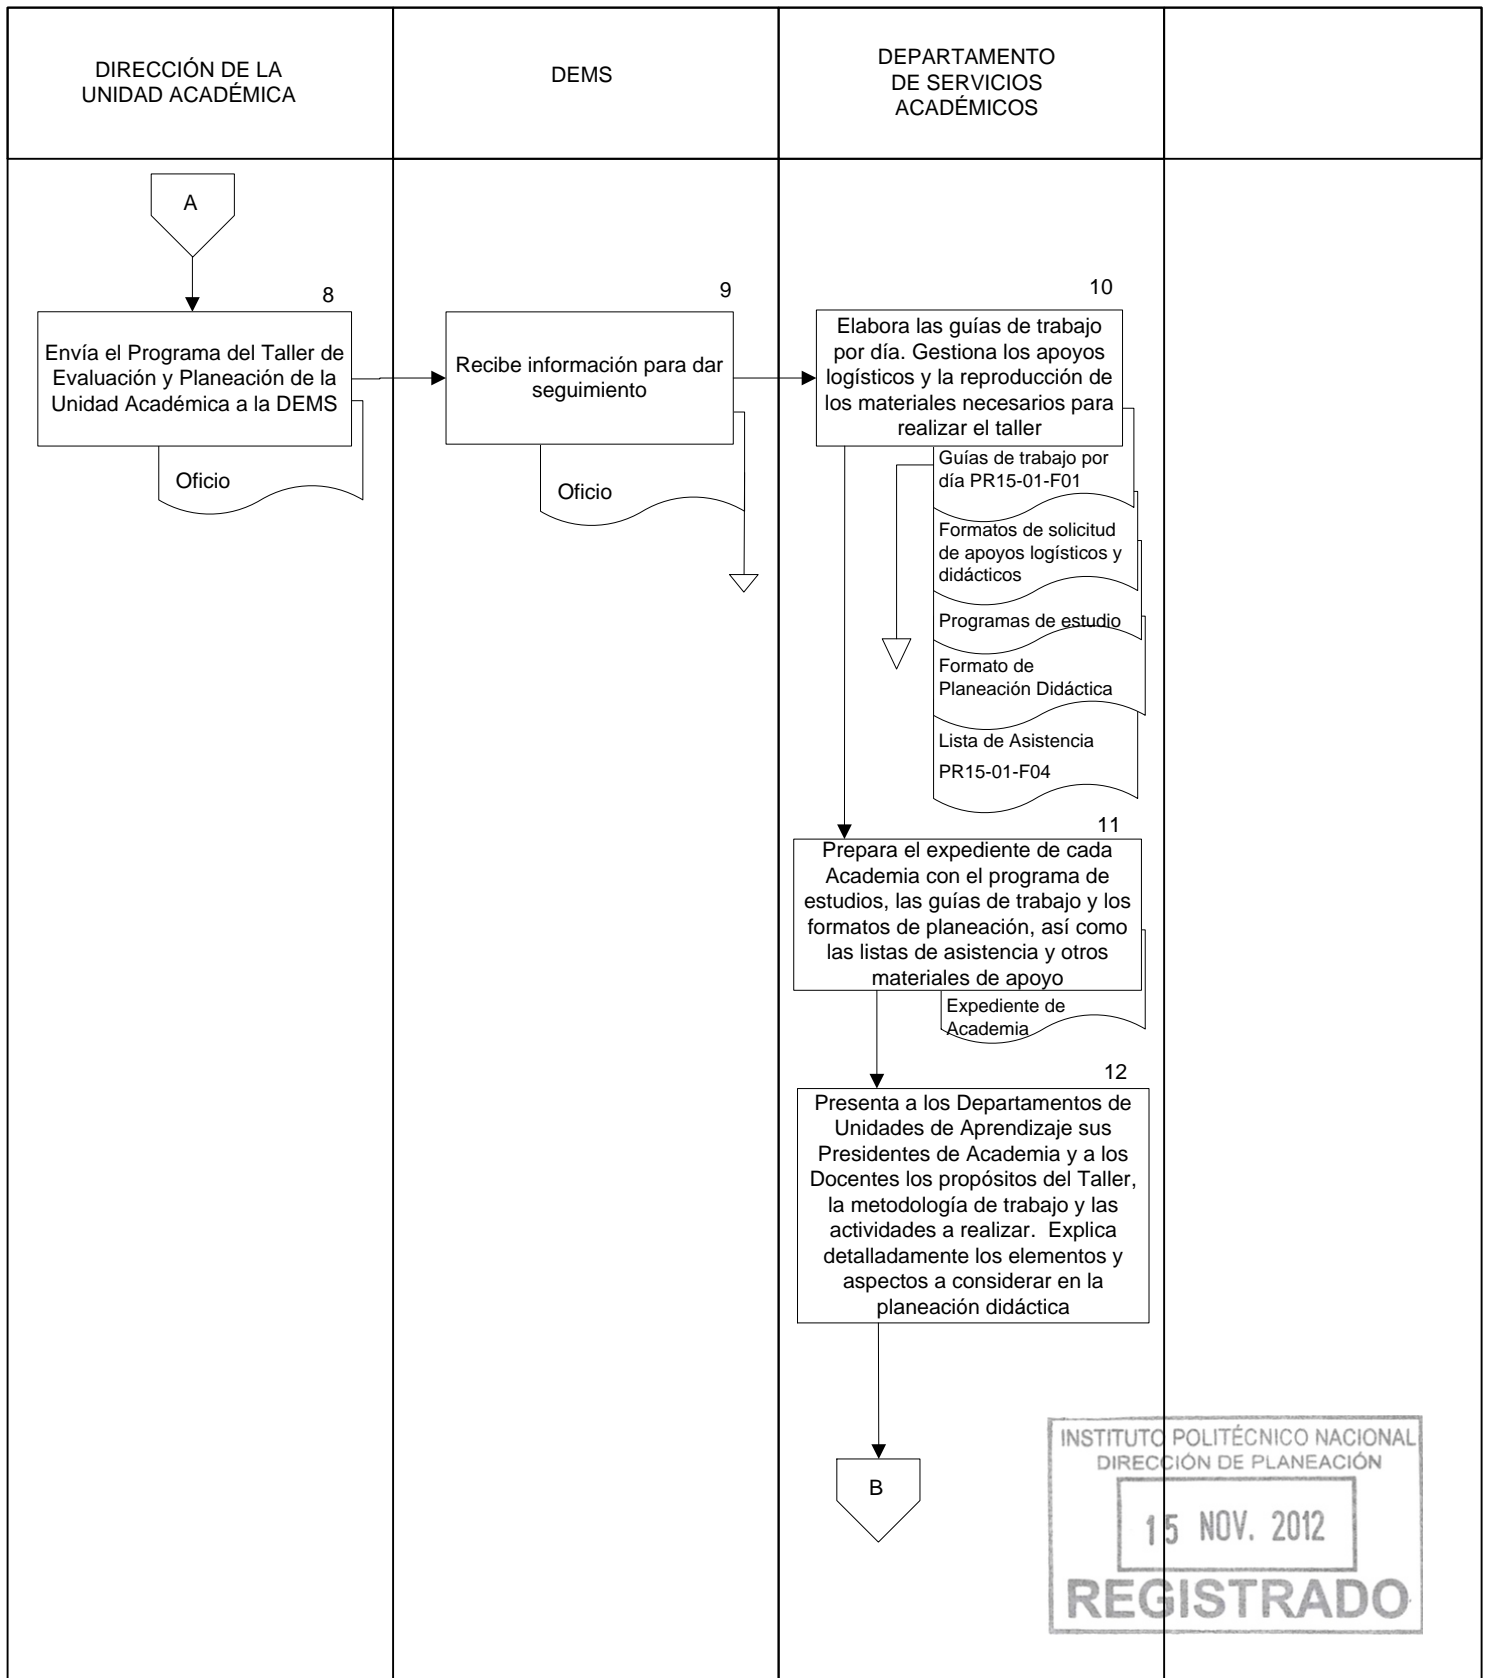 DIRECCIÓN DE LA
UNIDAD ACADÉMICA
DEMS
DEPARTAMENTO
DE SERVICIOS
ACADÉMICOS
A
8
Envía el Programa del Taller de
Evaluación y Planeación de la
Unidad Académica a la DEMS
Oficio
9
Recibe información para dar
seguimiento
Oficio
10
Elabora las guías de trabajo
por día. Gestiona los apoyos
logísticos y la reproducción de
los materiales necesarios para
realizar el taller
Guías de trabajo por
día PR15-01-F01
Formatos de solicitud
de apoyos logísticos y
didácticos
Programas de estudio
Formato de
Planeación Didáctica
Lista de Asistencia
PR15-01-F04
11
Prepara el expediente de cada
Academia con el programa de
estudios, las guías de trabajo y los
formatos de planeación, así como
las listas de asistencia y otros
materiales de apoyo
Expediente de
Academia
12
Presenta a los Departamentos de
Unidades de Aprendizaje sus
Presidentes de Academia y a los
Docentes los propósitos del Taller,
la metodología de trabajo y las
actividades a realizar.  Explica
detalladamente los elementos y
aspectos a considerar en la
planeación didáctica
B
INSTITUTO POLITÉCNICO NACIONAL
DIRECCIÓN DE PLANEACIÓN
15 NOV. 2012
REGISTRADO